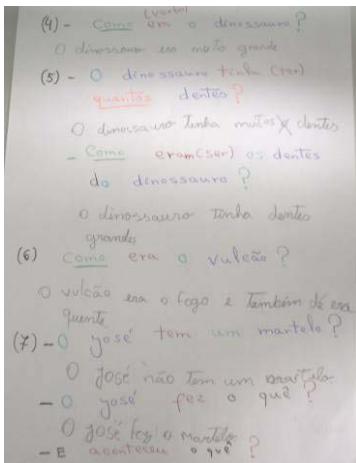 (verbo)
(4) - Como era o dinossauro?
O dinossauro era muito grande
(5) - O dinossauro tinha (ter)
quantos dentes?
O dinossauro tinha muitos dentes
- Como eram (ser) os dentes
do dinossauro?
O dinossauro tinha dentes
grandes
(6) Como era o vulcão?
O vulcão era o fogo e também
quente
(7) - O José tem um martelo?
O José não tem um martelo
- O José fez o quê?
O José fez o martelo
- E aconteceu o quê?